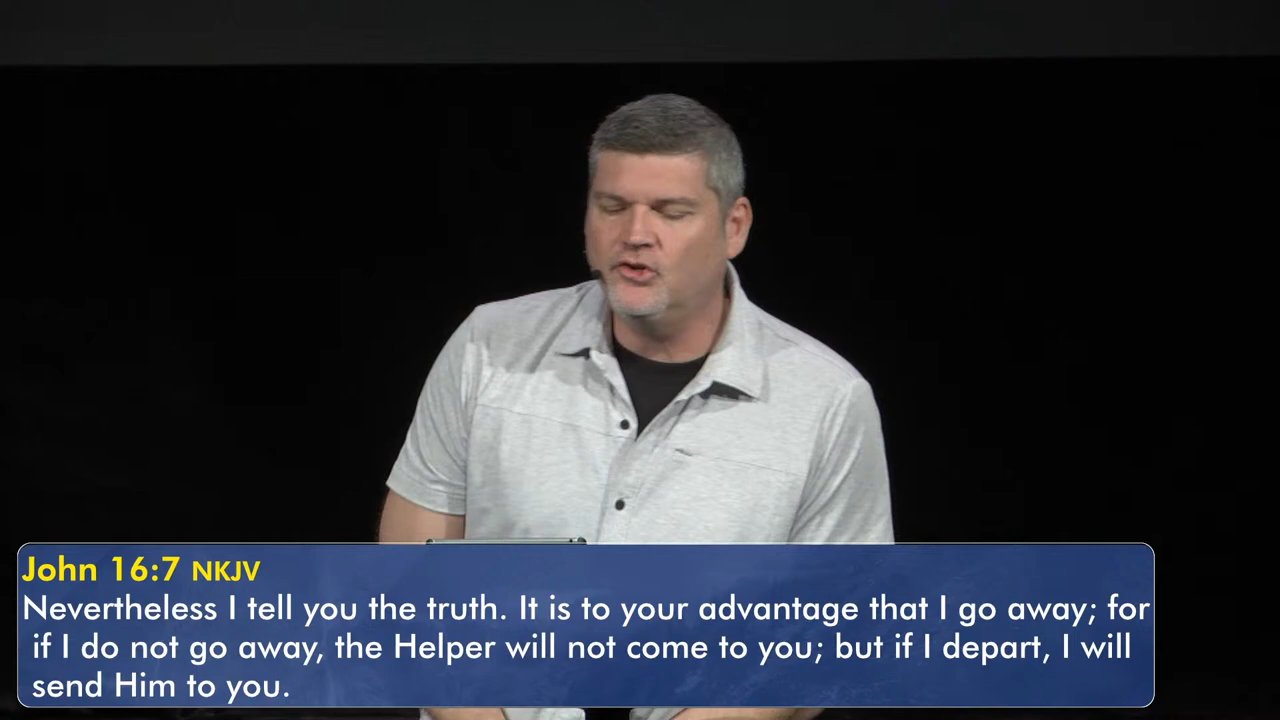 John 16:7 NKJV
Nevertheless I tell you the truth. It is to your advantage that I go away; for
if I do not go away, the Helper will not come to you; but if I depart, I will
send Him to you.